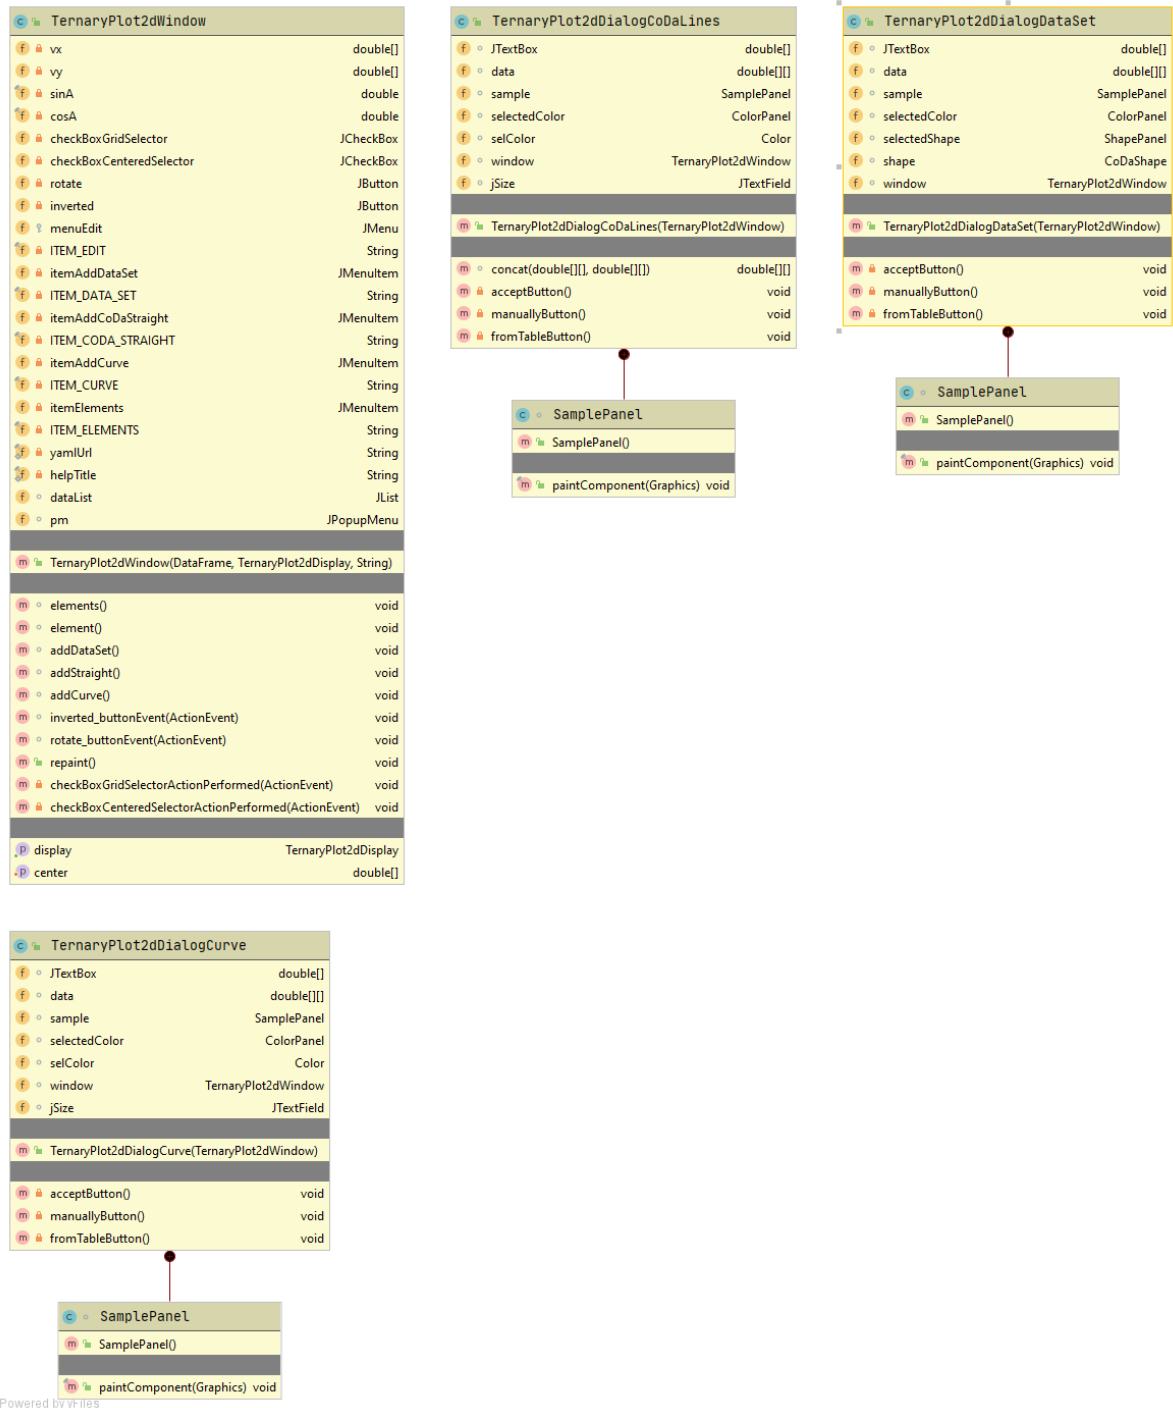 TernaryPlot2dWindow
vx double[]
vy double[]
sinA double
cosA double
checkBoxGridSelector JCheckBox
checkBoxCenteredSelector JCheckBox
rotate JButton
inverted JButton
menuEdit JMenu
ITEM_EDIT String
itemAddDataSet JMenuItem
ITEM_DATA_SET String
itemAddCoDaStraight JMenuItem
ITEM_CODA_STRAIGHT String
itemAddCurve JMenuItem
ITEM_CURVE String
itemElements JMenuItem
ITEM_ELEMENTS String
yamlUrl String
helpTitle String
dataList JList
pm JPopupMenu
TernaryPlot2dWindow(DataFrame, TernaryPlot2dDisplay, String)
elements() void
element() void
addDataSet() void
addStraight() void
addCurve() void
inverted_buttonEvent(ActionEvent) void
rotate_buttonEvent(ActionEvent) void
repaint() void
checkBoxGridSelectorActionPerformed(ActionEvent) void
checkBoxCenteredSelectorActionPerformed(ActionEvent) void
display TernaryPlot2dDisplay
center double[]
TernaryPlot2dDialogCoDaLines
JTextBox double[]
data double[][]
sample SamplePanel
selectedColor ColorPanel
selColor Color
window TernaryPlot2dWindow
jSize JTextField
TernaryPlot2dDialogCoDaLines(TernaryPlot2dWindow)
concat(double[][], double[][]) double[][]
acceptButton() void
manuallyButton() void
fromTableButton() void
SamplePanel
SamplePanel()
paintComponent(Graphics) void
TernaryPlot2dDialogDataSet
JTextBox double[]
data double[][]
sample SamplePanel
selectedColor ColorPanel
selectedShape ShapePanel
shape CoDaShape
window TernaryPlot2dWindow
TernaryPlot2dDialogDataSet(TernaryPlot2dWindow)
acceptButton() void
manuallyButton() void
fromTableButton() void
SamplePanel
SamplePanel()
paintComponent(Graphics) void
TernaryPlot2dDialogCurve
JTextBox double[]
data double[][]
sample SamplePanel
selectedColor ColorPanel
selColor Color
window TernaryPlot2dWindow
jSize JTextField
TernaryPlot2dDialogCurve(TernaryPlot2dWindow)
acceptButton() void
manuallyButton() void
fromTableButton() void
SamplePanel
SamplePanel()
paintComponent(Graphics) void
Powered by yFiles